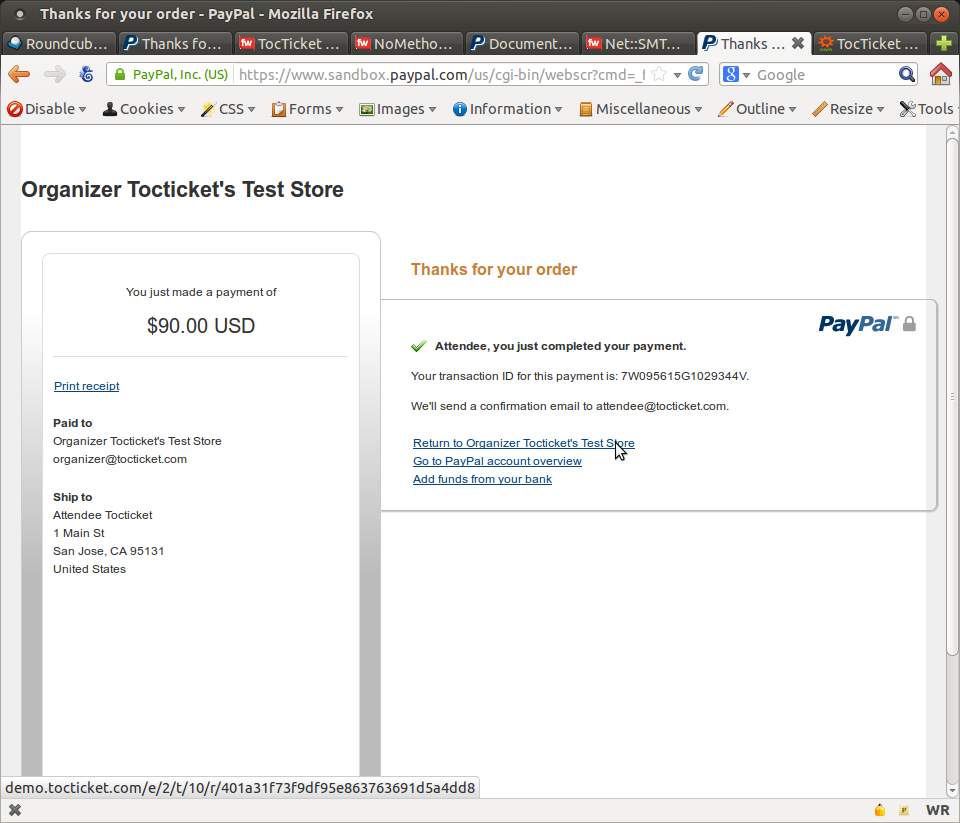 Thanks for your order - PayPal - Mozilla Firefox
Roundcub... Thanks fo... TocTicket ... NoMetho... Document... Net::SMT... Thanks ... TocTicket ...
PayPal, Inc. (US) https://www.sandbox.paypal.com/us/cgi-bin/webscr?cmd=_ Google
Disable Cookies CSS Forms Images Information Miscellaneous Outline Resize Tools
Organizer Tocticket's Test Store
You just made a payment of
$90.00 USD
Print receipt
Paid to
Organizer Tocticket's Test Store
organizer@tocticket.com
Ship to
Attendee Tocticket
1 Main St
San Jose, CA 95131
United States
Thanks for your order
PayPal
Attendee, you just completed your payment.
Your transaction ID for this payment is: 7W095615G1029344V.
We'll send a confirmation email to attendee@tocticket.com.
Return to Organizer Tocticket's Test Store
Go to PayPal account overview
Add funds from your bank
demo.tocticket.com/e/2/t/10/r/401a31f73f9df95e863763691d5a4dd8
WR